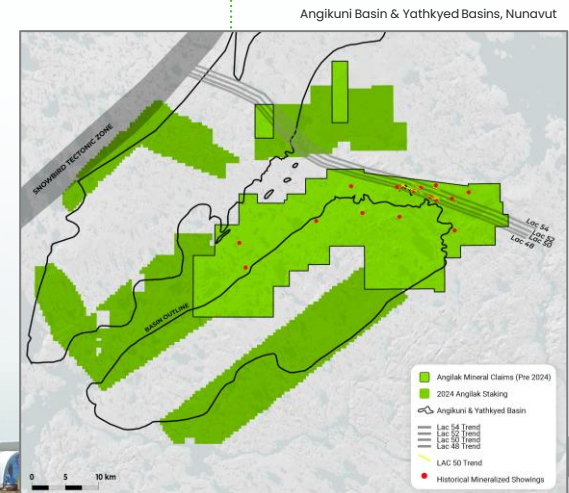 Angikuni Basin & Yathkyed Basins, Nunavut
SNOWBIRD TECTONIC ZONE
Lac 54
Lac 52
Lac 50
Lac 48
BASIN OUTLINE
Angilak Mineral Claims (Pre 2024)
2024 Angilak Staking
Angikuni & Yathkyed Basin
Lac 54 Trend
Lac 52 Trend
Lac 50 Trend
Lac 48 Trend
LAC 50 Trend
Historical Mineralized Showings
0 5 10 km